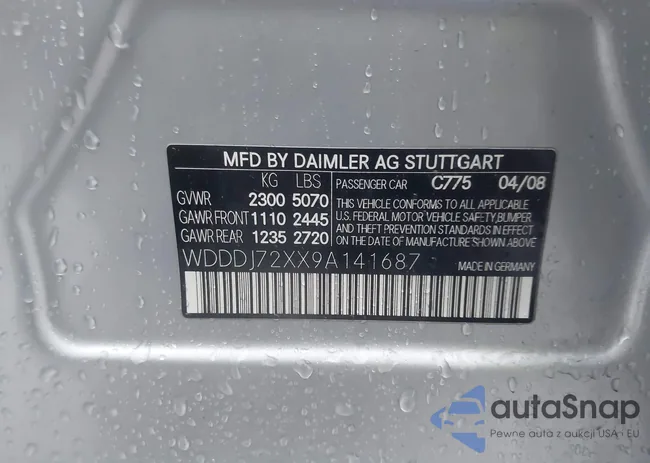 MFD BY DAIMLER AG STUTTGART
KG LBS
GVWR 2300 5070
GAWR FRONT 1110 2445
GAWR REAR 1235 2720
PASSENGER CAR C775 04/08
THIS VEHICLE CONFORMS TO ALL APPLICABLE
U.S. FEDERAL MOTOR VEHICLE SAFETY, BUMPER
AND THEFT PREVENTION STANDARDS IN EFFECT
ON THE DATE OF MANUFACTURE SHOWN ABOVE.
WDDDJ72XX9A141687
MADE IN GERMANY
autoSnap
Pewne auta z aukcji USA i EU